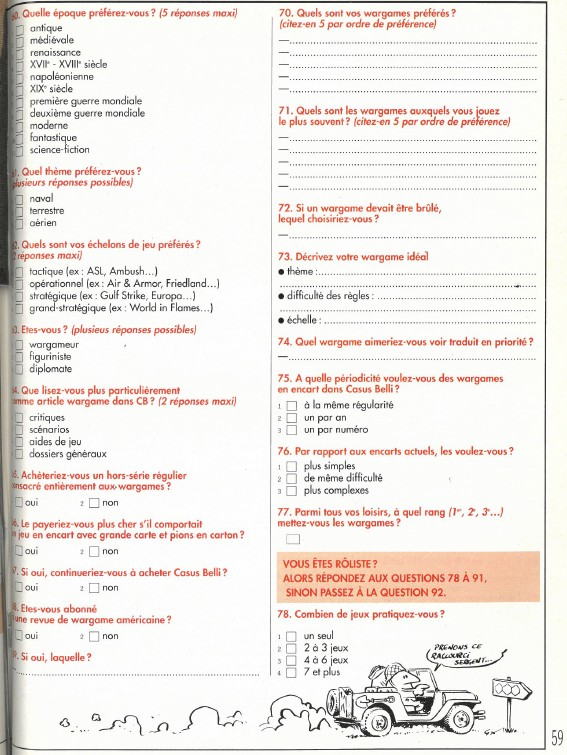 0. Quelle époque préférez-vous ? (5 réponses maxi)
antique
médiévale
renaissance
XVIIᵉ - XVIIIᵉ siècle
napoléonienne
XIXᵉ siècle
première guerre mondiale
deuxième guerre mondiale
moderne
fantastique
science-fiction
1. Quel thème préférez-vous ?
plusieurs réponses possibles)
naval
terrestre
aérien
2. Quels sont vos échelons de jeu préférés ?
2 réponses maxi)
tactique (ex : ASL, Ambush...)
opérationnel (ex : Air & Armor, Friedland...)
stratégique (ex : Gulf Strike, Europa...)
grand-stratégique (ex : World in Flames...)
3. Etes-vous ? (plusieus réponses possibles)
wargameur
figuriniste
diplomate
4. Que lisez-vous plus particulièrement
mme article wargame dans CB ? (2 réponses maxi)
critiques
scénarios
aides de jeu
dossiers généraux
5. Achèteriez-vous un hors-série régulier
nsacré entièrement aux wargames ?
oui 2 non
6. Le payeriez-vous plus cher s'il comportait
n jeu en encart avec grande carte et pions en carton ?
oui 2 non
7. Si oui, continueriez-vous à acheter Casus Belli ?
oui 2 non
8. Etes-vous abonné
une revue de wargame américaine ?
oui 2 non
9. Si oui, laquelle ?
70. Quels sont vos wargames préférés ?
(citez-en 5 par ordre de préférence)
—
—
—
—
—
71. Quels sont les wargames auxquels vous jouez
le plus souvent ? (citez-en 5 par ordre de préférence)
—
—
—
—
—
72. Si un wargame devait être brûlé,
lequel choisiriez-vous ?
—
73. Décrivez votre wargame idéal
● thème :
● difficulté des règles :
● échelle :
74. Quel wargame aimeriez-vous voir traduit en priorité ?
—
75. A quelle périodicité voulez-vous des wargames
en encart dans Casus Belli ?
1 à la même régularité
2 un par an
3 un par numéro
76. Par rapport aux encarts actuels, les voulez-vous ?
1 plus simples
2 de même difficulté
3 plus complexes
77. Parmi tous vos loisirs, à quel rang (1ᵉʳ, 2ᵉ, 3ᵉ...)
mettez-vous les wargames ?
VOUS ÊTES RÔLISTE ?
ALORS RÉPONDEZ AUX QUESTIONS 78 À 91,
SINON PASSEZ À LA QUESTION 92.
78. Combien de jeux pratiquez-vous ?
1 un seul
2 2 à 3 jeux
3 4 à 6 jeux
4 7 et plus
PRENONS CE
RACCOURCI
SERGENT...
59